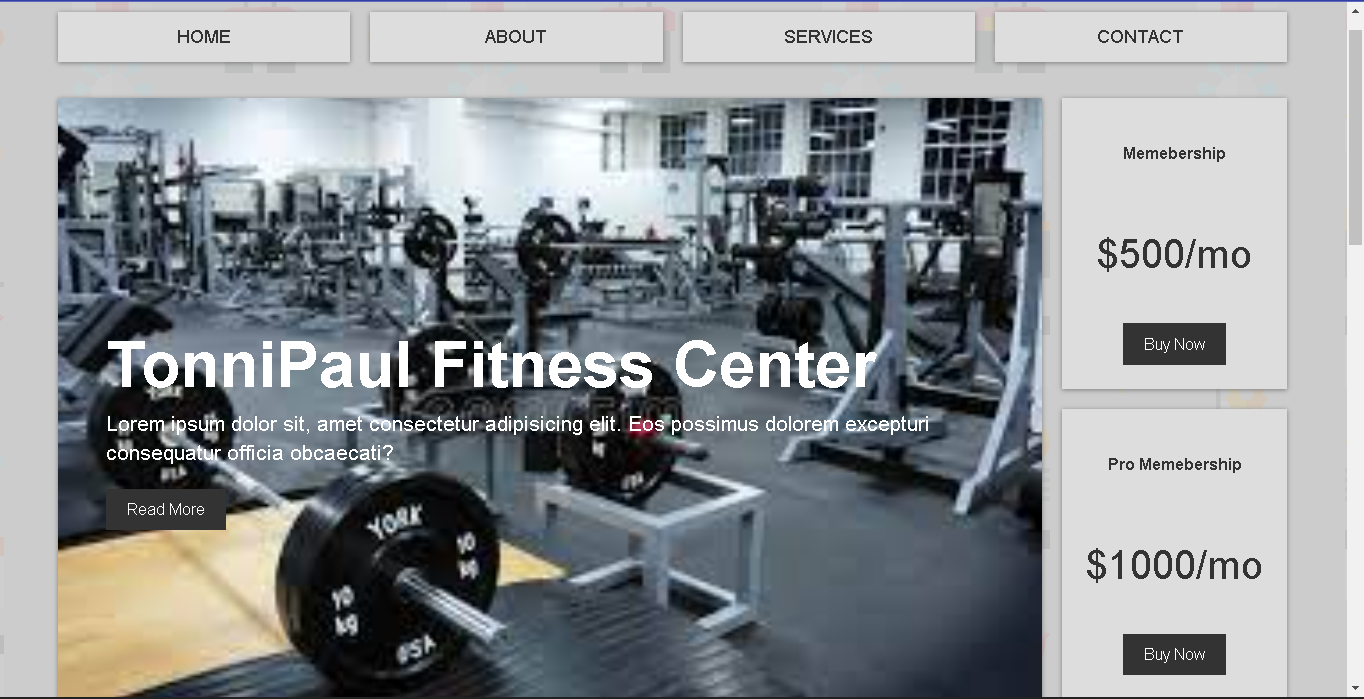 HOME
ABOUT
SERVICES
CONTACT
TonniPaul Fitness Center
Lorem ipsum dolor sit, amet consectetur adipisicing elit. Eos possimus dolorem excepturi
consequatur officia obcaecati?
Read More
YORK
10
kg
10
kg
USA
Memebership
$500/mo
Buy Now
Pro Memebership
$1000/mo
Buy Now